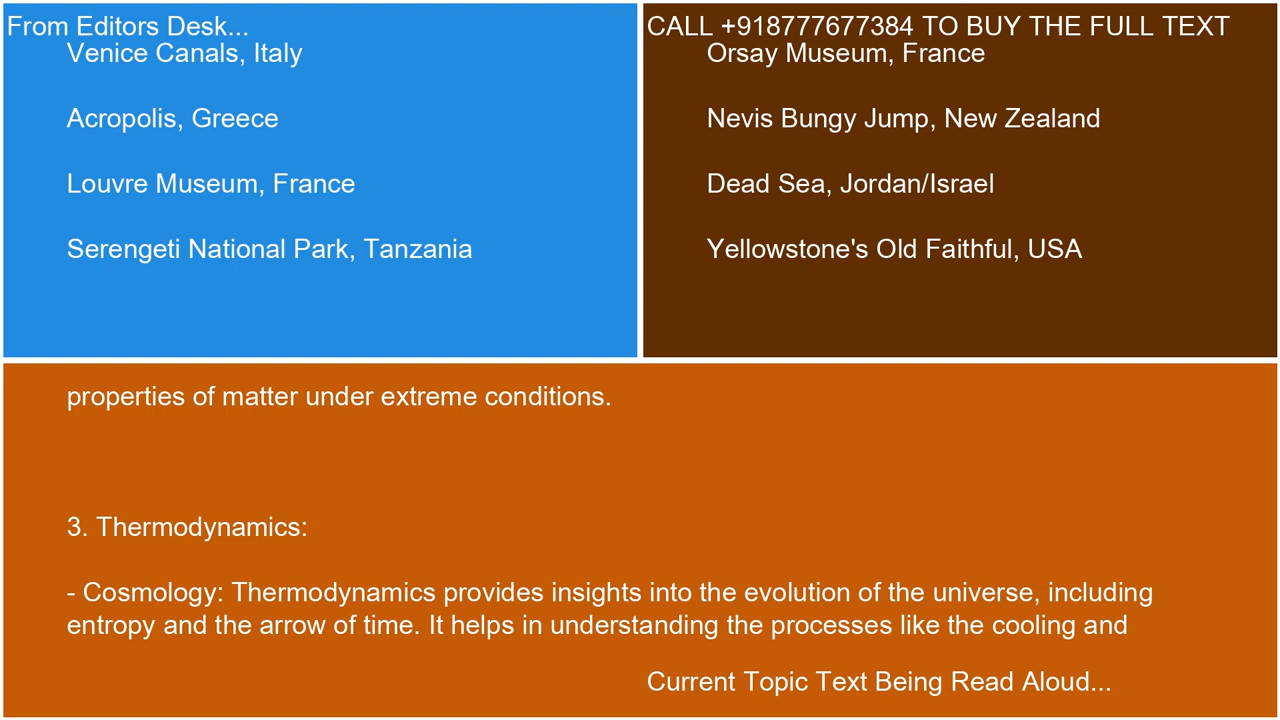 From Editors Desk...
Venice Canals, Italy
Acropolis, Greece
Louvre Museum, France
Serengeti National Park, Tanzania
CALL +918777677384 TO BUY THE FULL TEXT
Orsay Museum, France
Nevis Bungy Jump, New Zealand
Dead Sea, Jordan/Israel
Yellowstone's Old Faithful, USA
properties of matter under extreme conditions.
3. Thermodynamics:
- Cosmology: Thermodynamics provides insights into the evolution of the universe, including
entropy and the arrow of time. It helps in understanding the processes like the cooling and
Current Topic Text Being Read Aloud...